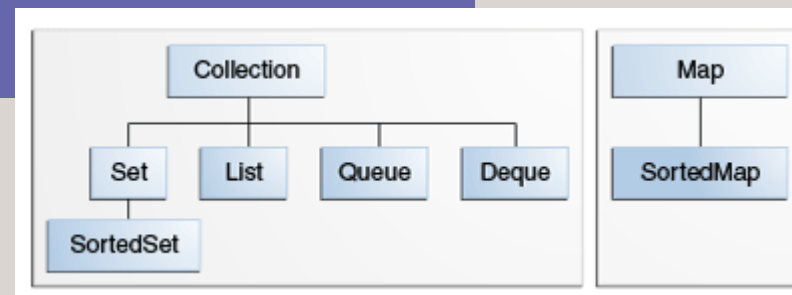 Collection
Map
Set
List
Queue
Deque
SortedMap
SortedSet